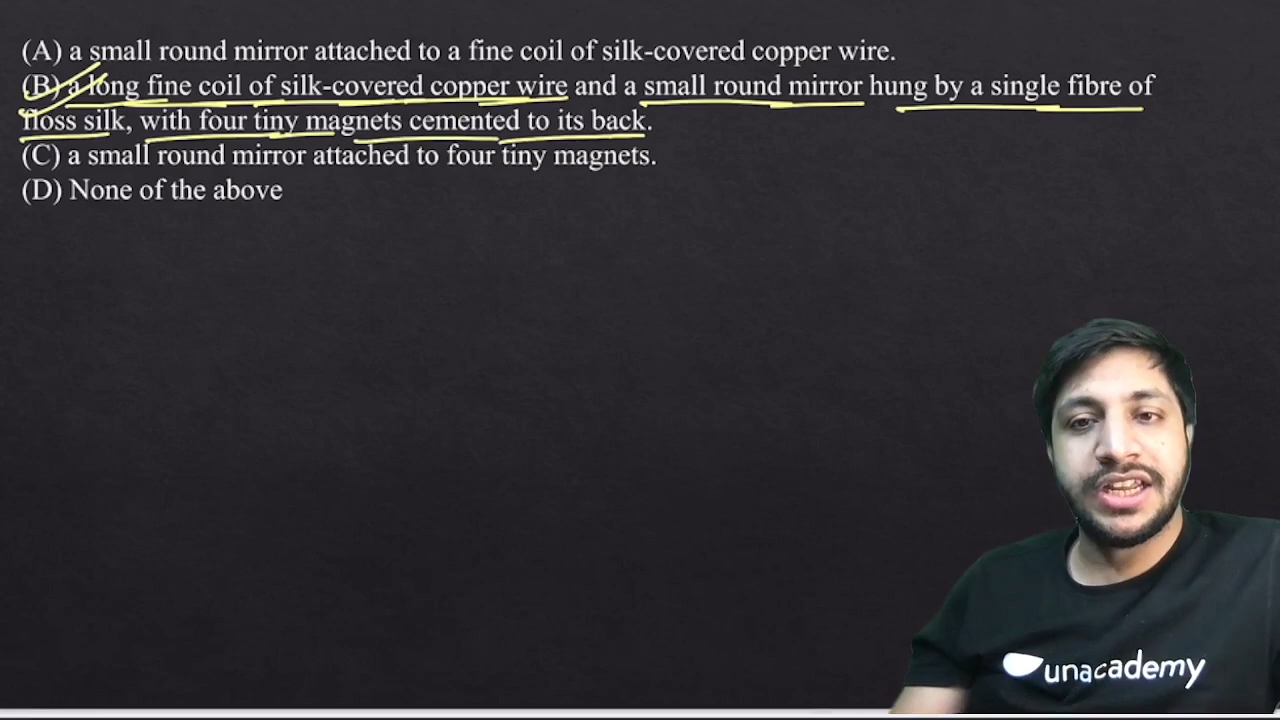 (A) a small round mirror attached to a fine coil of silk-covered copper wire.
(B) a long fine coil of silk-covered copper wire and a small round mirror hung by a single fibre of
floss silk, with four tiny magnets cemented to its back.
(C) a small round mirror attached to four tiny magnets.
(D) None of the above
unacademy